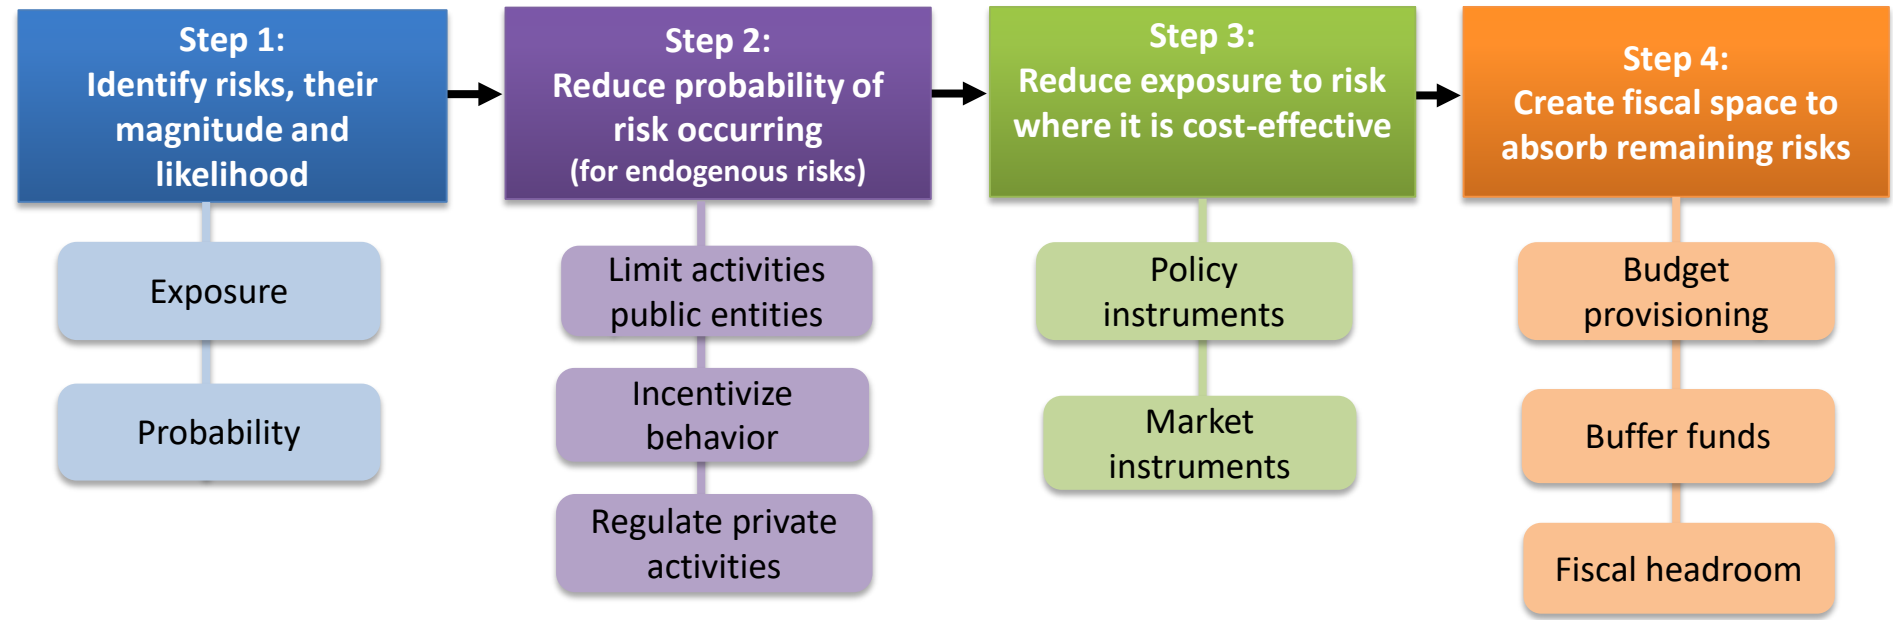 Step 1:
Identify risks, their
magnitude and
likelihood
Exposure
Probability
Step 2:
Reduce probability of
risk occurring
(for endogenous risks)
Limit activities
public entities
Incentivize
behavior
Regulate private
activities
Step 3:
Reduce exposure to risk
where it is cost-effective
Policy
instruments
Market
instruments
Step 4:
Create fiscal space to
absorb remaining risks
Budget
provisioning
Buffer funds
Fiscal headroom